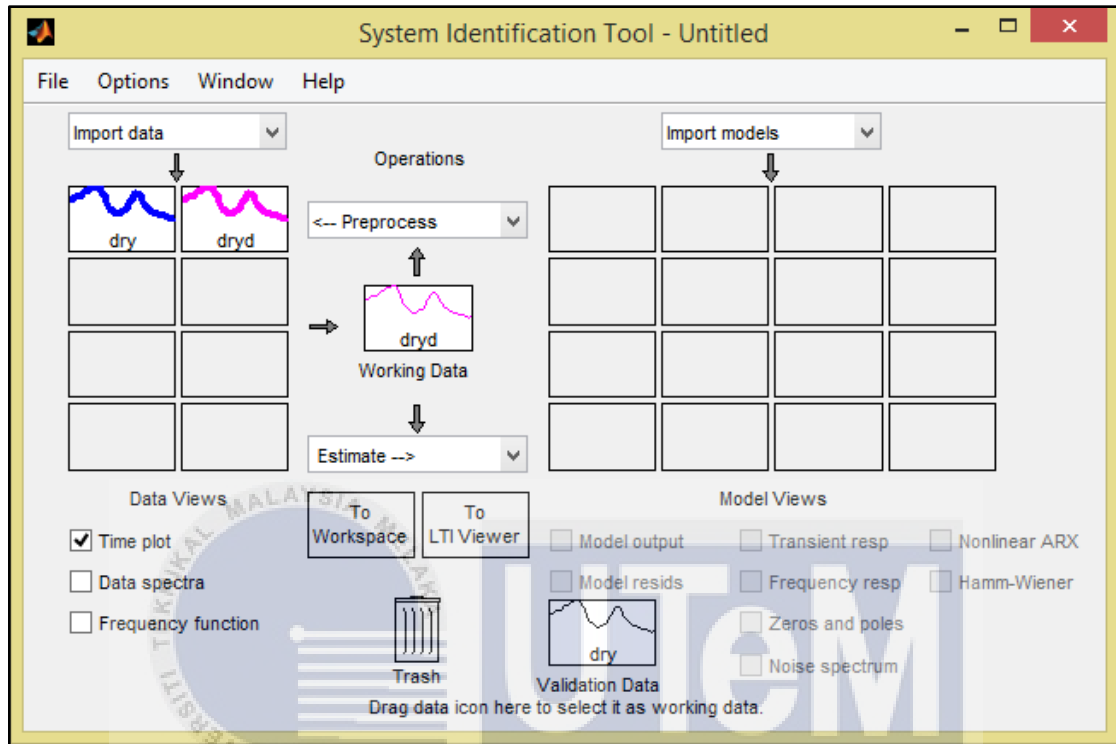 System Identification Tool - Untitled
File Options Window Help
Import data
Import models
Operations
dry
dryd
<-- Preprocess
dryd
Working Data
Estimate -->
Data Views
Time plot
Data spectra
Frequency function
To
Workspace
To
LTI Viewer
Trash
Model Views
Model output
Transient resp
Nonlinear ARX
Model resids
Frequency resp
Hamm-Wiener
Zeros and poles
Noise spectrum
dry
Validation Data
Drag data icon here to select it as working data.
UTeM